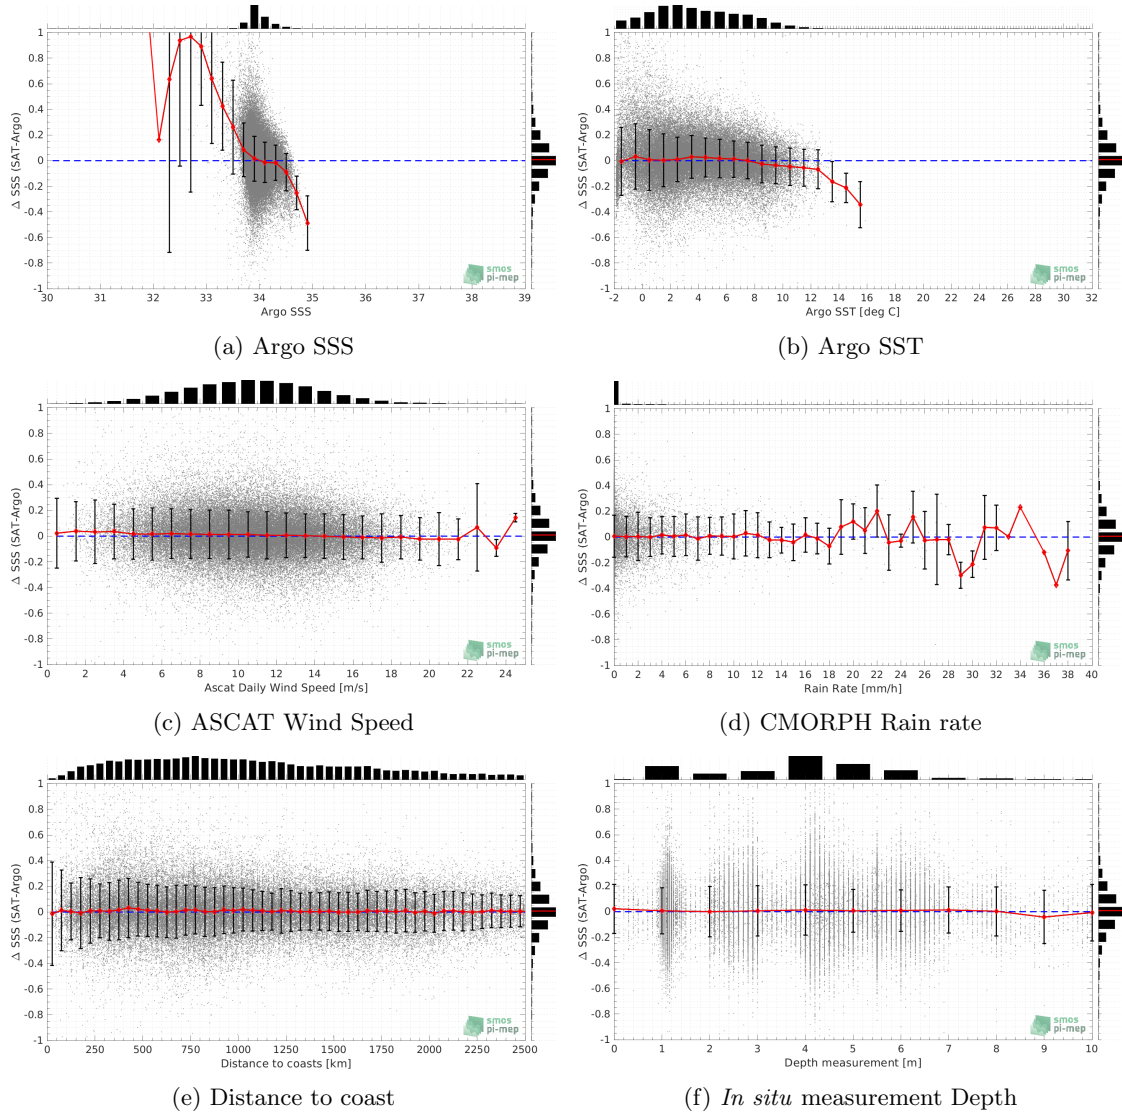 1
0.8
0.6
0.4
0.2
0
-0.2
-0.4
-0.6
-0.8
-1
Δ SSS (SAT-Argo)
30 31 32 33 34 35 36 37 38 39
Argo SSS
smos
pi-mep
(a) Argo SSS
1
0.8
0.6
0.4
0.2
0
-0.2
-0.4
-0.6
-0.8
-1
Δ SSS (SAT-Argo)
-2 0 2 4 6 8 10 12 14 16 18 20 22 24 26 28 30 32
Argo SST [deg C]
smos
pi-mep
(b) Argo SST
1
0.8
0.6
0.4
0.2
0
-0.2
-0.4
-0.6
-0.8
-1
Δ SSS (SAT-Argo)
0 2 4 6 8 10 12 14 16 18 20 22 24
Ascat Daily Wind Speed [m/s]
smos
pi-mep
(c) ASCAT Wind Speed
1
0.8
0.6
0.4
0.2
0
-0.2
-0.4
-0.6
-0.8
-1
Δ SSS (SAT-Argo)
0 2 4 6 8 10 12 14 16 18 20 22 24 26 28 30 32 34 36 38 40
Rain Rate [mm/h]
smos
pi-mep
(d) CMORPH Rain rate
1
0.8
0.6
0.4
0.2
0
-0.2
-0.4
-0.6
-0.8
-1
Δ SSS (SAT-Argo)
0 250 500 750 1000 1250 1500 1750 2000 2250 2500
Distance to coasts [km]
smos
pi-mep
(e) Distance to coast
1
0.8
0.6
0.4
0.2
0
-0.2
-0.4
-0.6
-0.8
-1
Δ SSS (SAT-Argo)
0 1 2 3 4 5 6 7 8 9 10
Depth measurement [m]
smos
pi-mep
(f) In situ measurement Depth